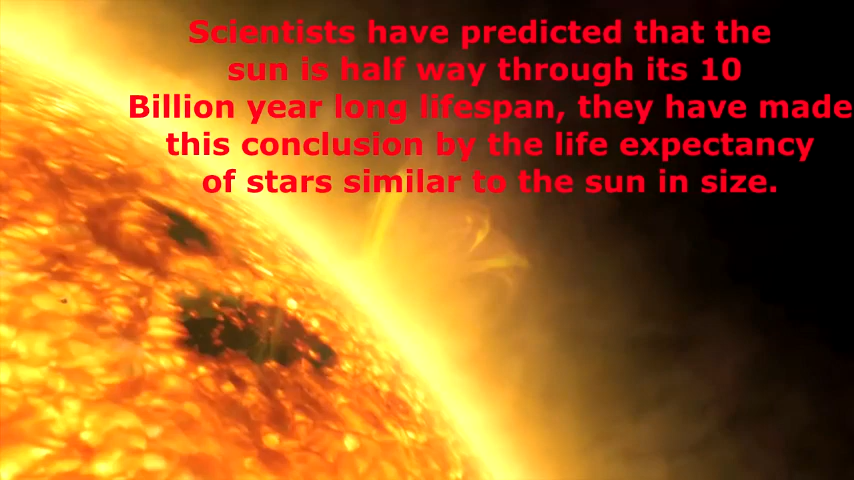 Scientists have predicted that the
sun is half way through its 10
Billion year long lifespan, they have made
this conclusion by the life expectancy
of stars similar to the sun in size.